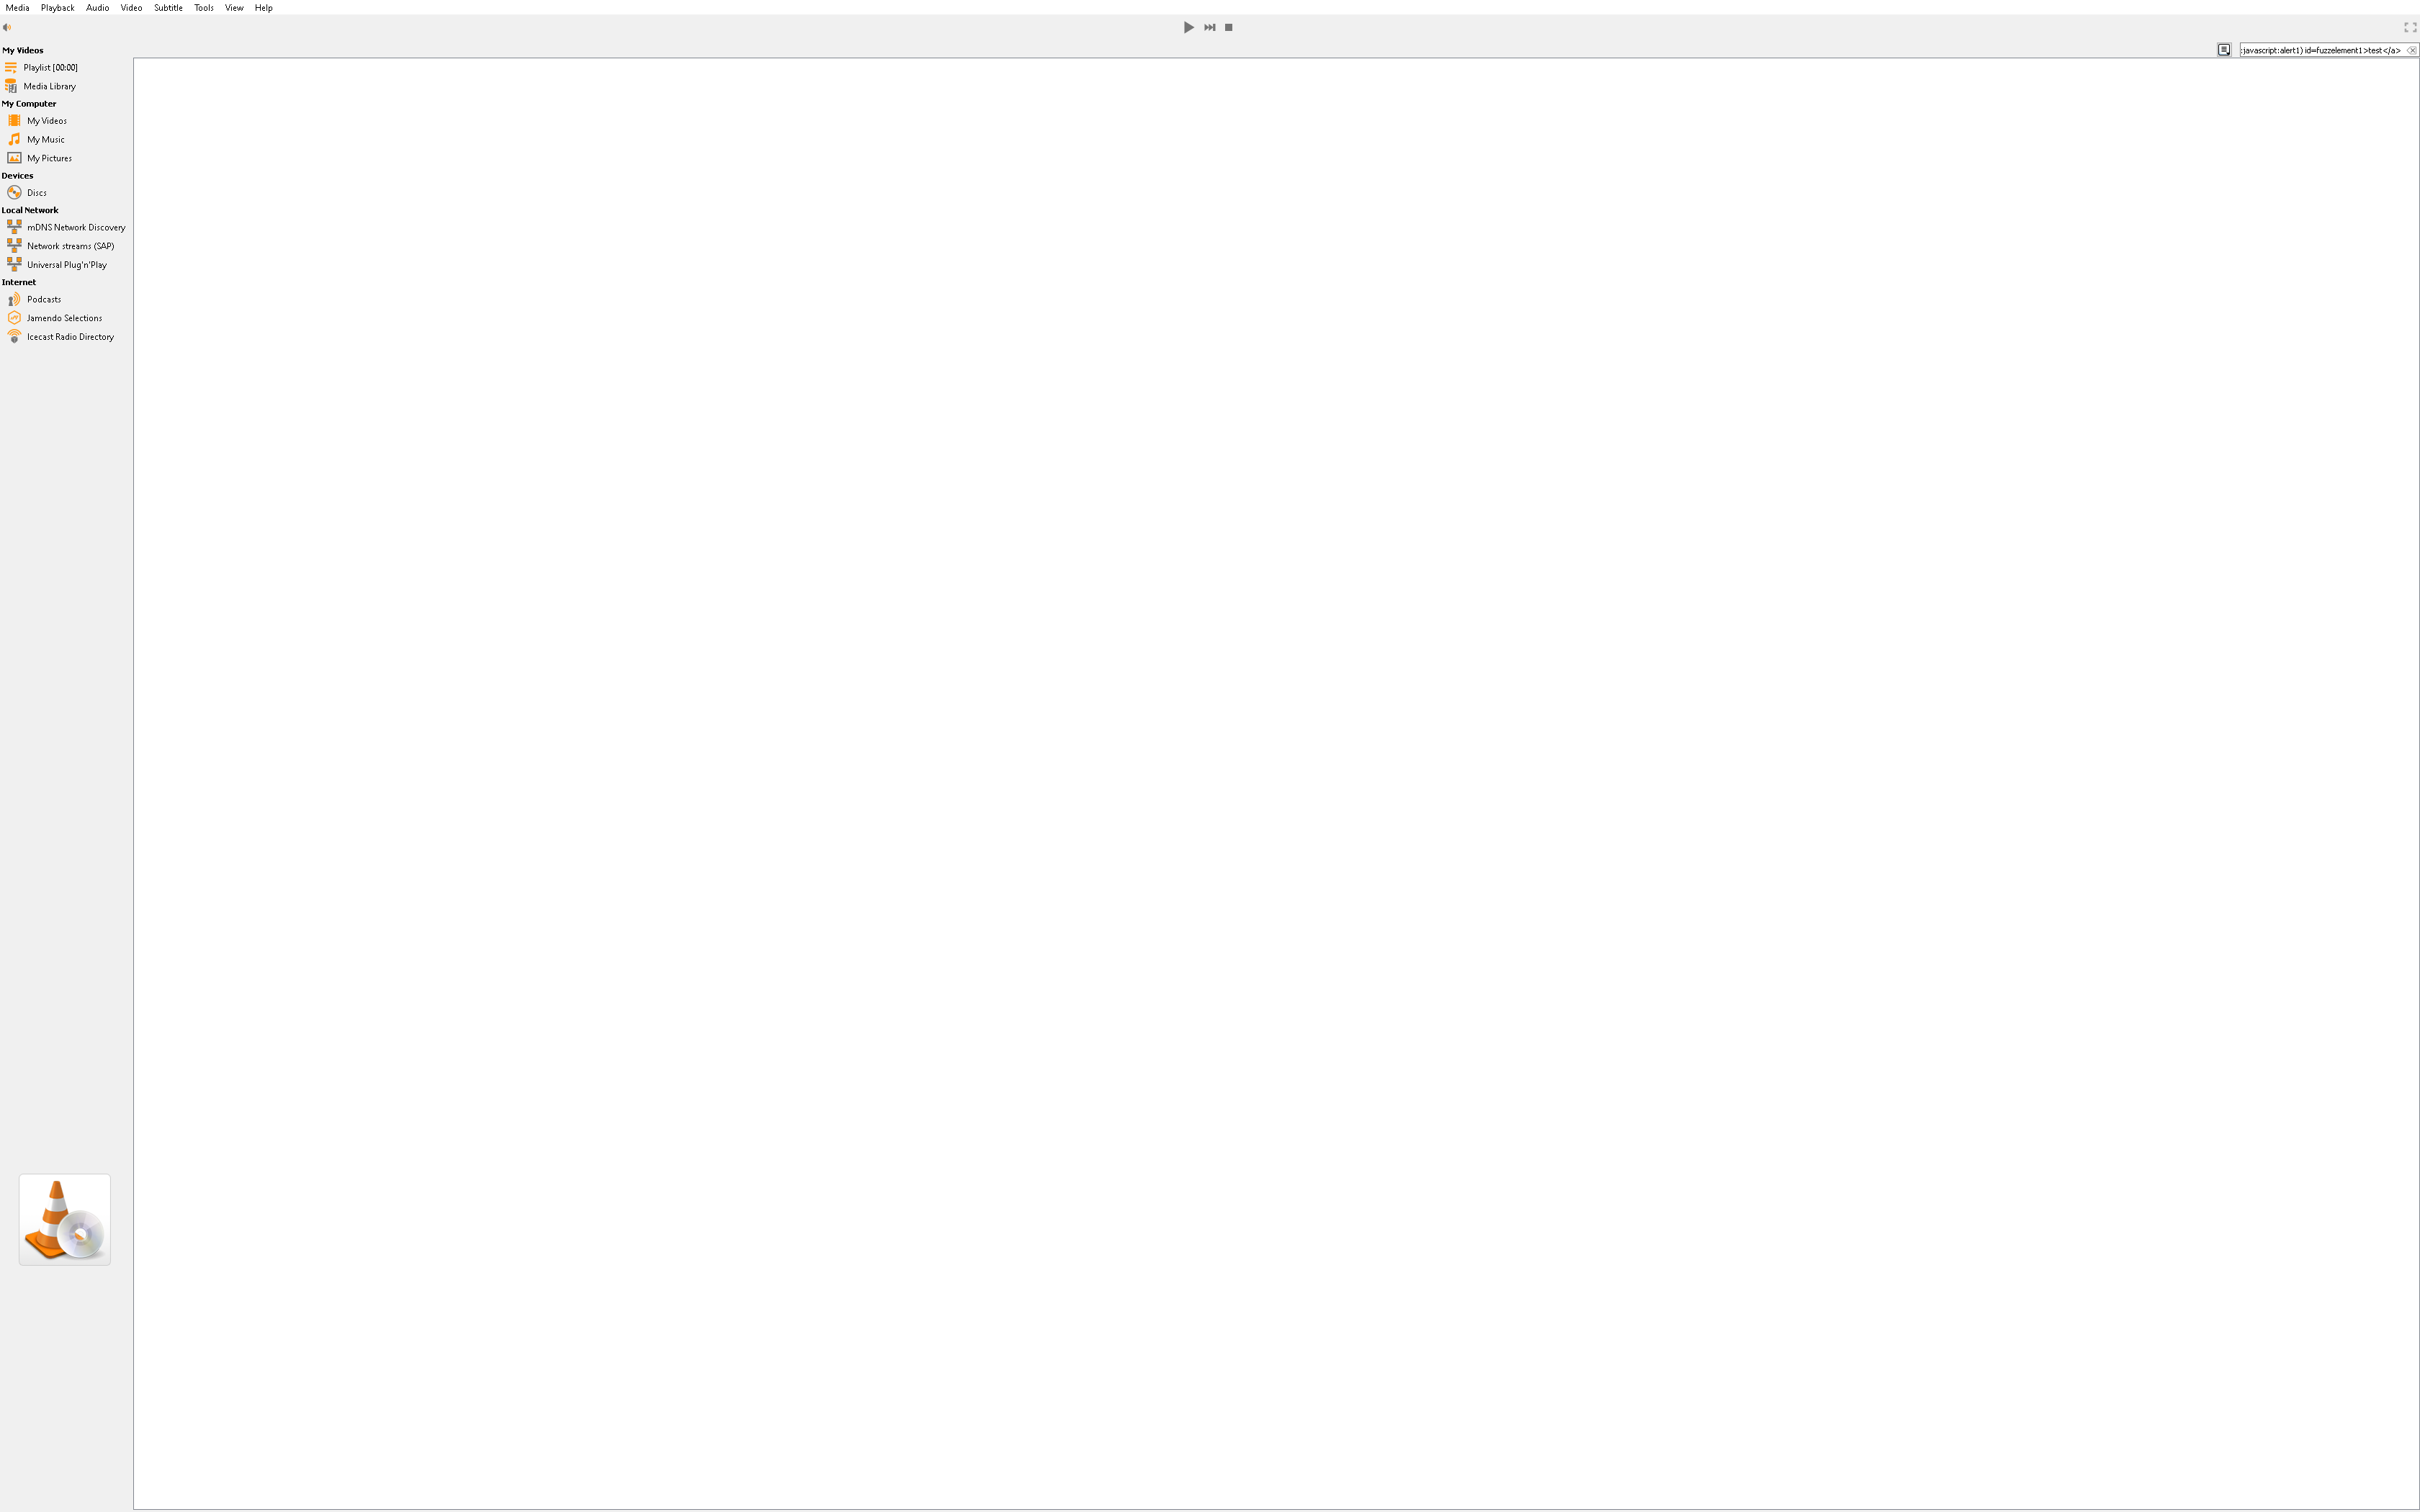 Media Playback Audio Video Subtitle Tools View Help
:javascript:alert1) id=fuzzelement1>test</a>
My Videos
Playlist [00:00]
Media Library
My Computer
My Videos
My Music
My Pictures
Devices
Discs
Local Network
mDNS Network Discovery
Network streams (SAP)
Universal Plug'n'Play
Internet
Podcasts
Jamendo Selections
Icecast Radio Directory